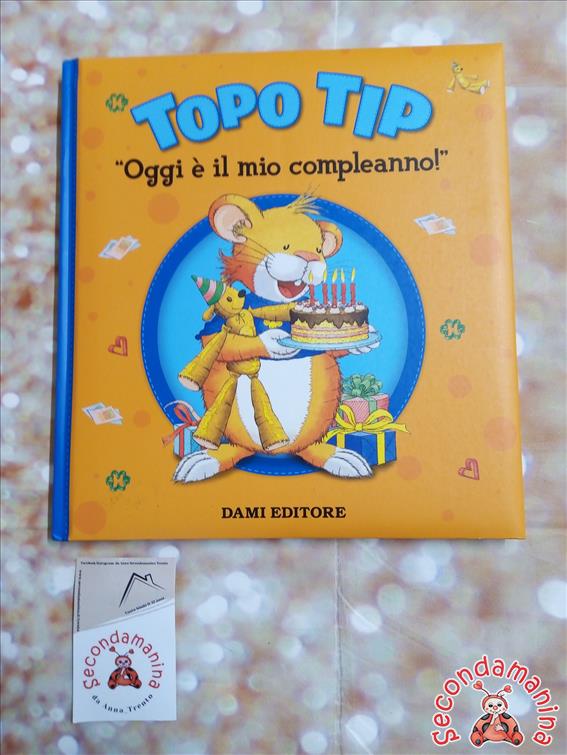 TOPO TIP
"Oggi è il mio compleanno!"
DAMI EDITORE
Secondamanina
da Anna Trento
Secondamanina